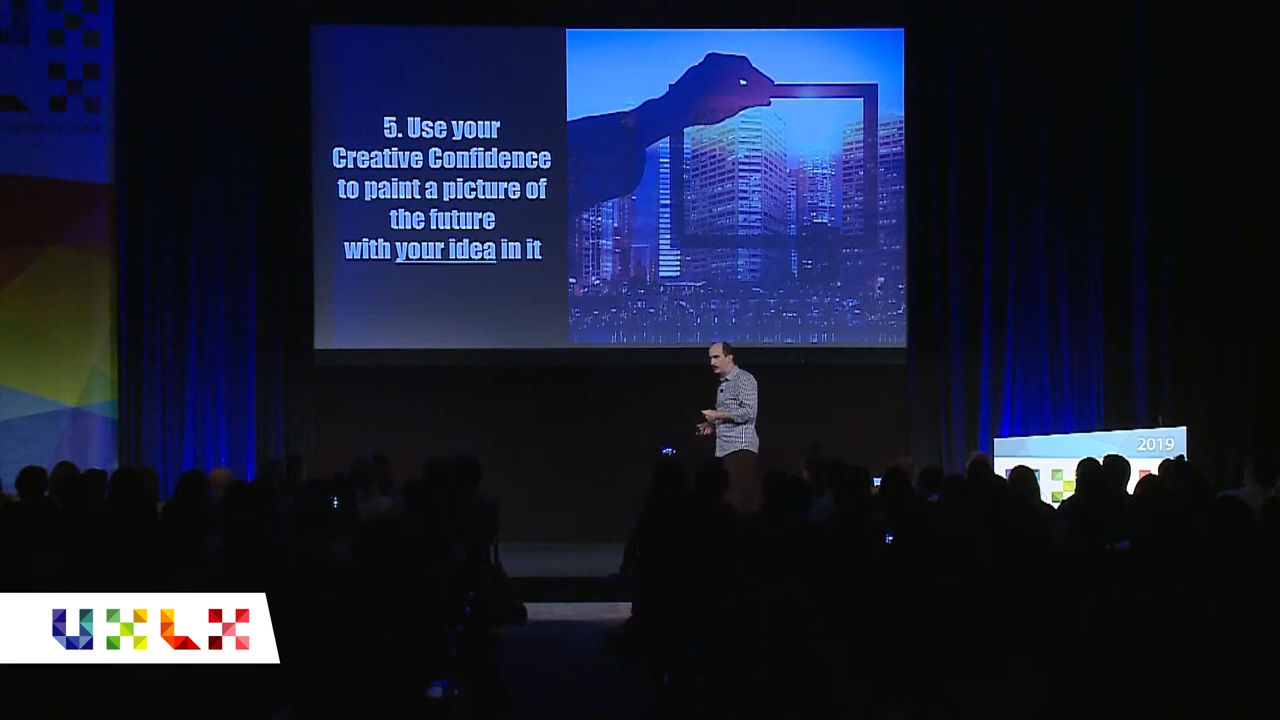 5. Use your
Creative Confidence
to paint a picture of
the future
with your idea in it
2019
UXLX